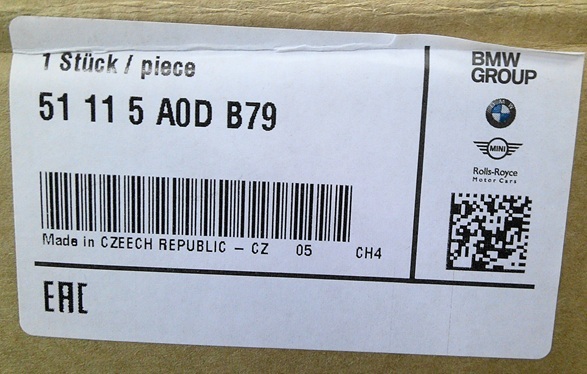 1 Stück / piece
51 11 5 A0D B79
Made in CZEECH REPUBLIC – CZ 05 CH4
EAC
BMW
GROUP
MINI
Rolls-Royce
Motor Cars